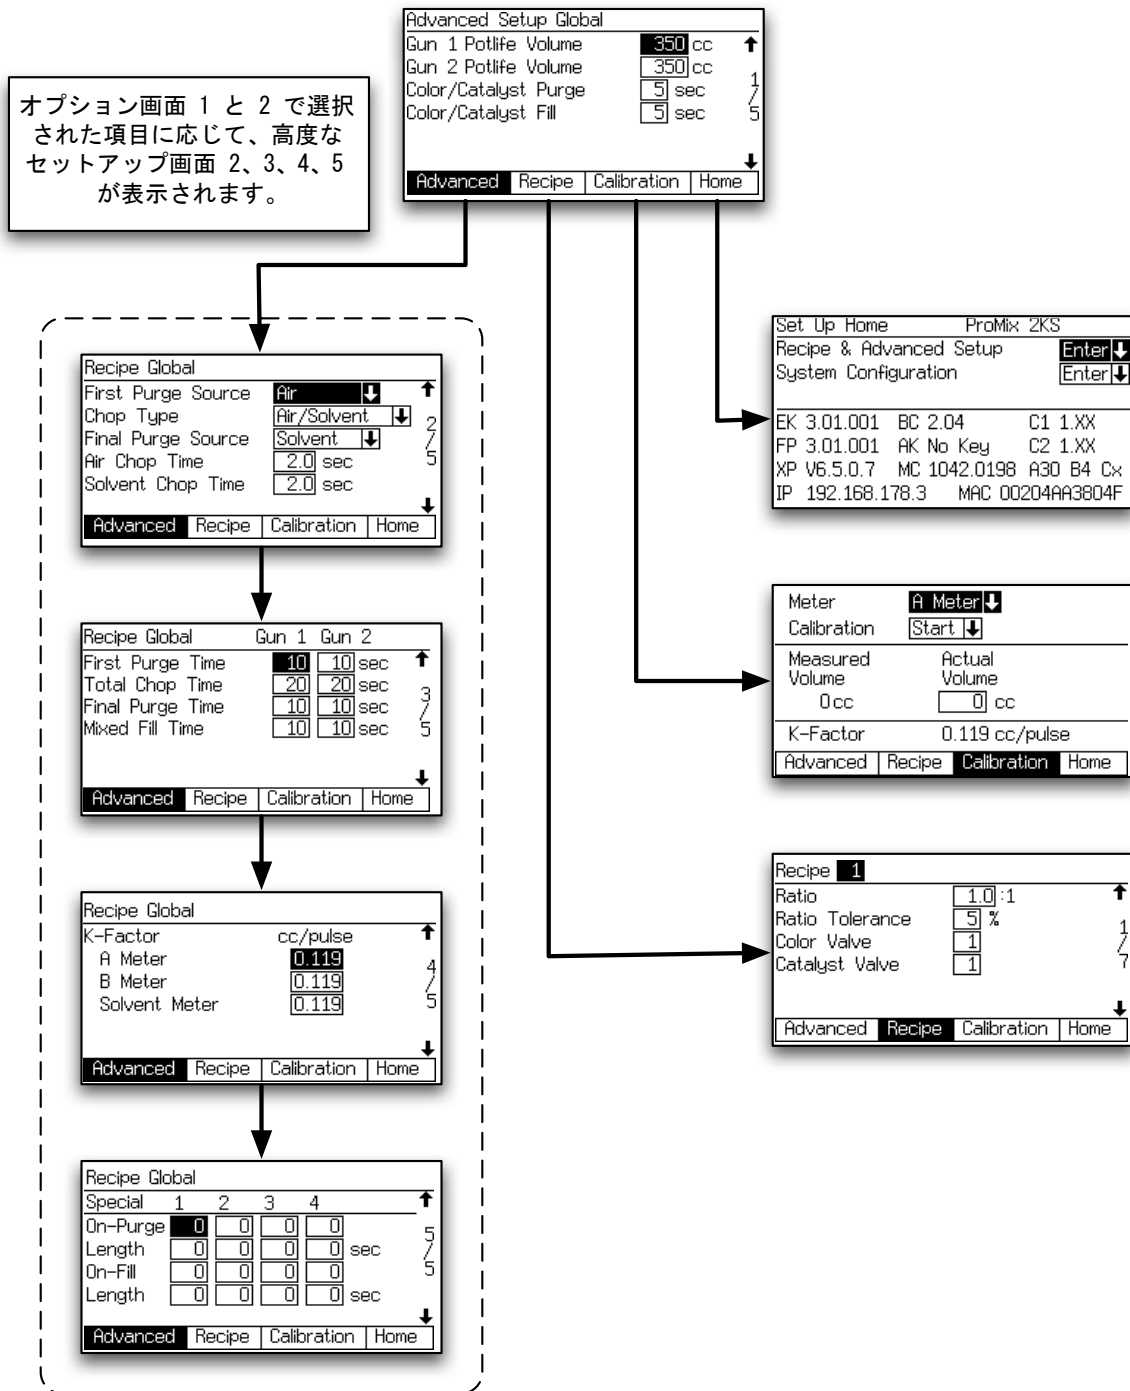 Advanced Setup Global
Gun 1 Potlife Volume 350 cc
Gun 2 Potlife Volume 350 cc
Color/Catalyst Purge 5 sec
Color/Catalyst Fill 5 sec
1/5
Advanced Recipe Calibration Home
オプション画面 1 と 2 で選択
された項目に応じて、高度な
セットアップ画面 2、3、4、5
が表示されます。
Recipe Global
First Purge Source Air
Chop Type Air/Solvent
Final Purge Source Solvent
Air Chop Time 2.0 sec
Solvent Chop Time 2.0 sec
2/5
Advanced Recipe Calibration Home
Recipe Global Gun 1 Gun 2
First Purge Time 10 10 sec
Total Chop Time 20 20 sec
Final Purge Time 10 10 sec
Mixed Fill Time 10 10 sec
3/5
Advanced Recipe Calibration Home
Recipe Global
K-Factor cc/pulse
A Meter 0.119
B Meter 0.119
Solvent Meter 0.119
4/5
Advanced Recipe Calibration Home
Recipe Global
Special 1 2 3 4
On-Purge 0 0 0 0
Length 0 0 0 0 sec
On-Fill 0 0 0 0
Length 0 0 0 0 sec
5/5
Advanced Recipe Calibration Home
Set Up Home ProMix 2KS
Recipe & Advanced Setup Enter
System Configuration Enter
EK 3.01.001 BC 2.04 C1 1.XX
FP 3.01.001 AK No Key C2 1.XX
XP V6.5.0.7 MC 1042.0198 A30 B4 Cx
IP 192.168.178.3 MAC 00204AA3804F
Meter A Meter
Calibration Start
Measured Actual
Volume Volume
0 cc 0 cc
K-Factor 0.119 cc/pulse
Advanced Recipe Calibration Home
Recipe 1
Ratio 1.0 :1
Ratio Tolerance 5 %
Color Valve 1
Catalyst Valve 1
1/7
Advanced Recipe Calibration Home